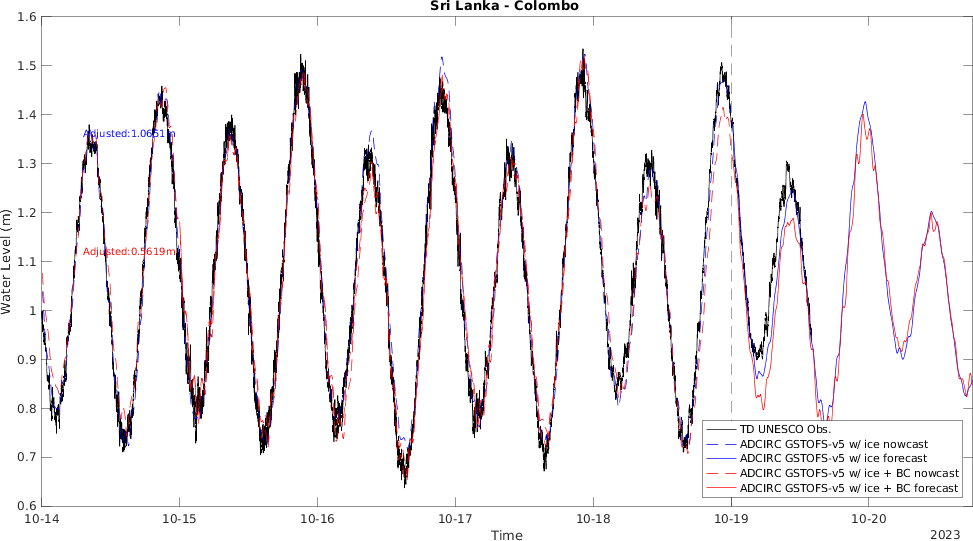 Sri Lanka - Colombo
1.6
1.5
1.4
1.3
1.2
1.1
1
0.9
0.8
0.7
0.6
Water Level (m)
Adjusted:1.0651m
Adjusted:0.5619m
TD UNESCO Obs.
ADCIRC GSTOFS-v5 w/ ice nowcast
ADCIRC GSTOFS-v5 w/ ice forecast
ADCIRC GSTOFS-v5 w/ ice + BC nowcast
ADCIRC GSTOFS-v5 w/ ice + BC forecast
10-14 10-15 10-16 10-17 10-18 10-19 10-20
Time
2023